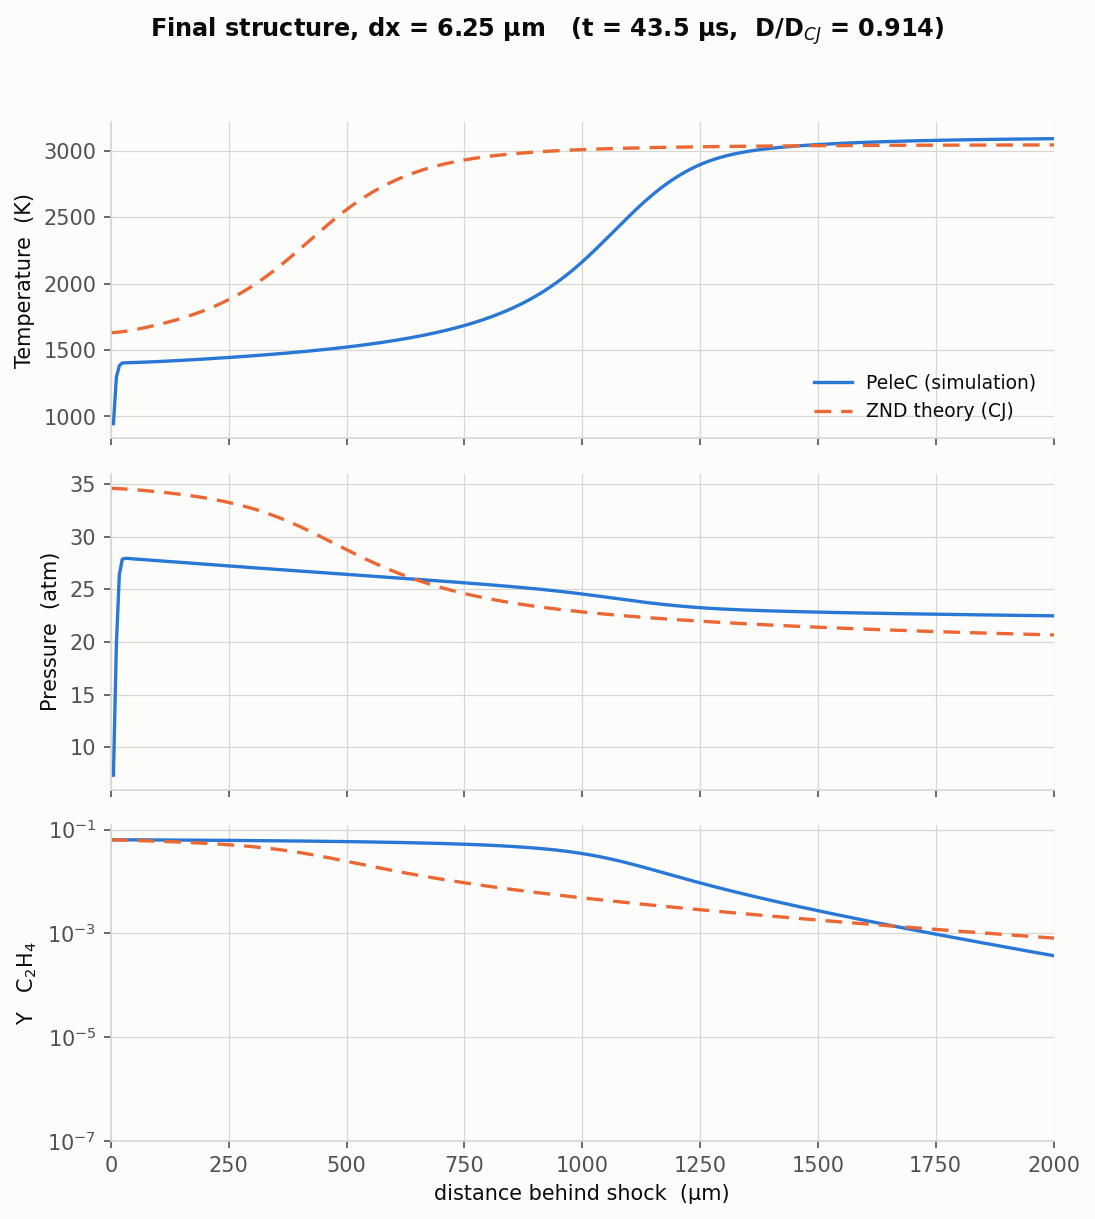 Final structure, dx = 6.25 µm (t = 43.5 µs, D/D_CJ = 0.914)
3000
2500
2000
1500
1000
Temperature (K)
PeleC (simulation)
ZND theory (CJ)
35
30
25
20
15
10
Pressure (atm)
10⁻¹
10⁻³
10⁻⁵
10⁻⁷
Y C₂H₄
0 250 500 750 1000 1250 1500 1750 2000
distance behind shock (µm)